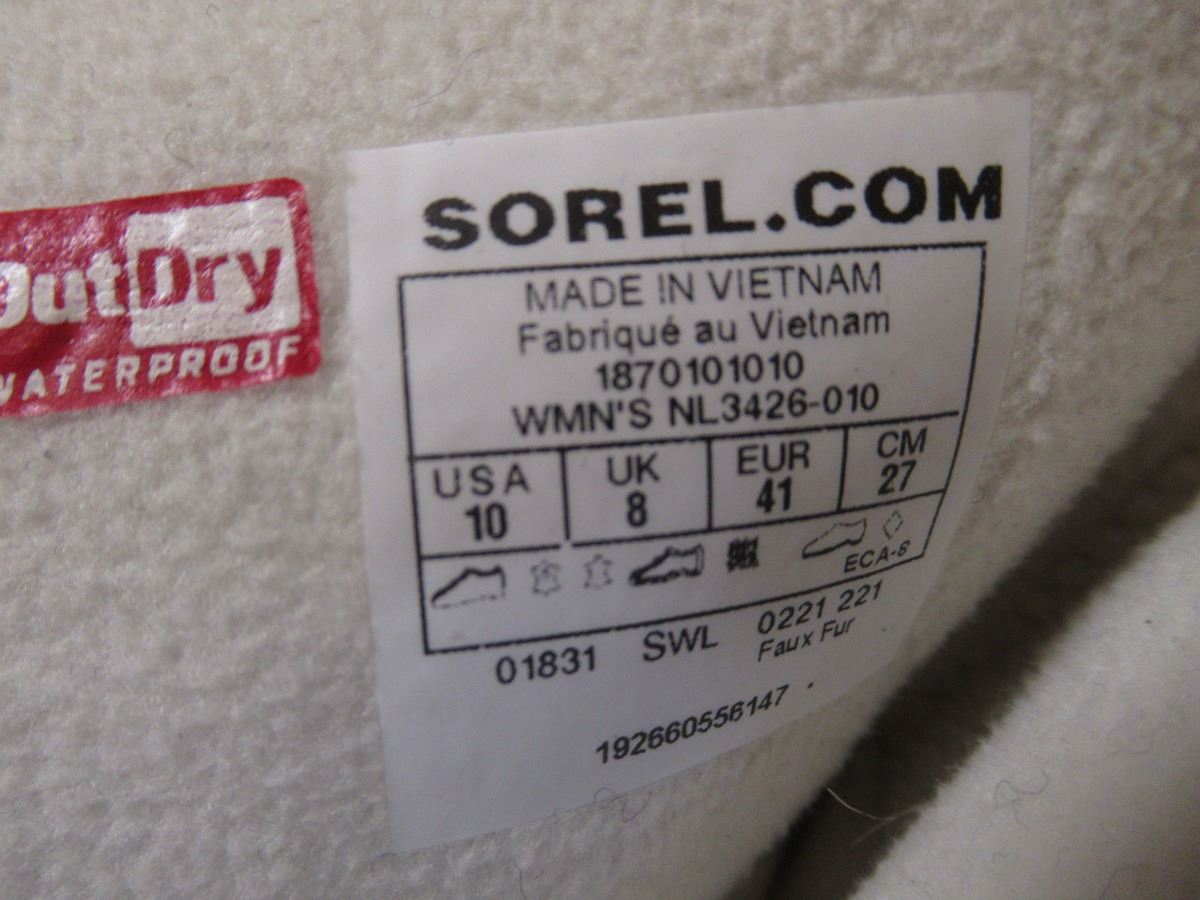 OutDry
WATERPROOF
SOREL.COM
MADE IN VIETNAM
Fabriqué au Vietnam
1870101010
WMN'S NL3426-010
USA UK EUR CM
10 8 41 27
ECA-S
01831 SWL 0221 221
Faux Fur
192660556147